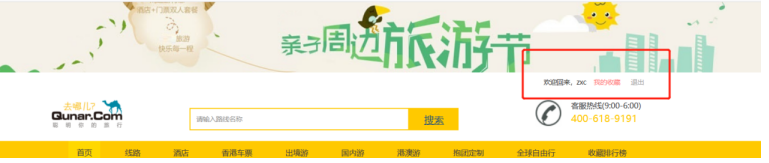 酒店+门票双人套餐
旅游
快乐每一程
亲子周边旅游节
欢迎回来，zxc 我的收藏 退出
去哪儿?
Qunar.Com
聪明你的旅行
请输入路线名称
搜索
客服热线(9:00-6:00)
400-618-9191
首页 线路 酒店 香港车票 出境游 国内游 港澳游 抱团定制 全球自由行 收藏排行榜